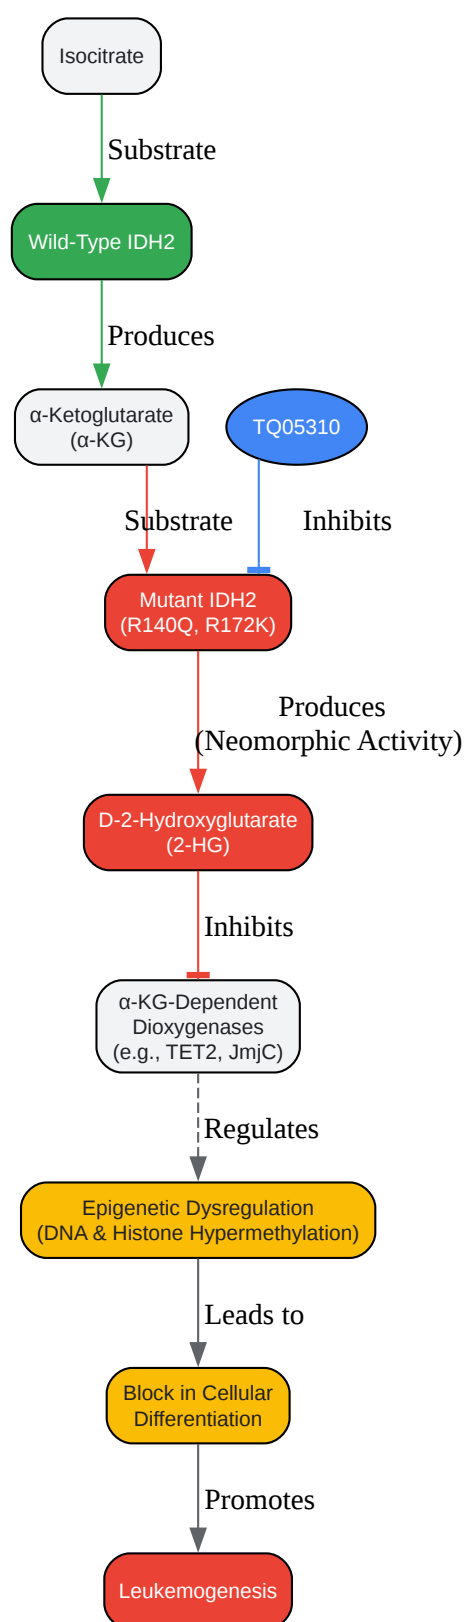 Isocitrate
Substrate
Wild-Type IDH2
Produces
α-Ketoglutarate
(α-KG)
TQ05310
Substrate
Inhibits
Mutant IDH2
(R140Q, R172K)
Produces
(Neomorphic Activity)
D-2-Hydroxyglutarate
(2-HG)
Inhibits
α-KG-Dependent
Dioxygenases
(e.g., TET2, JmjC)
Regulates
Epigenetic Dysregulation
(DNA & Histone Hypermethylation)
Leads to
Block in Cellular
Differentiation
Promotes
Leukemogenesis